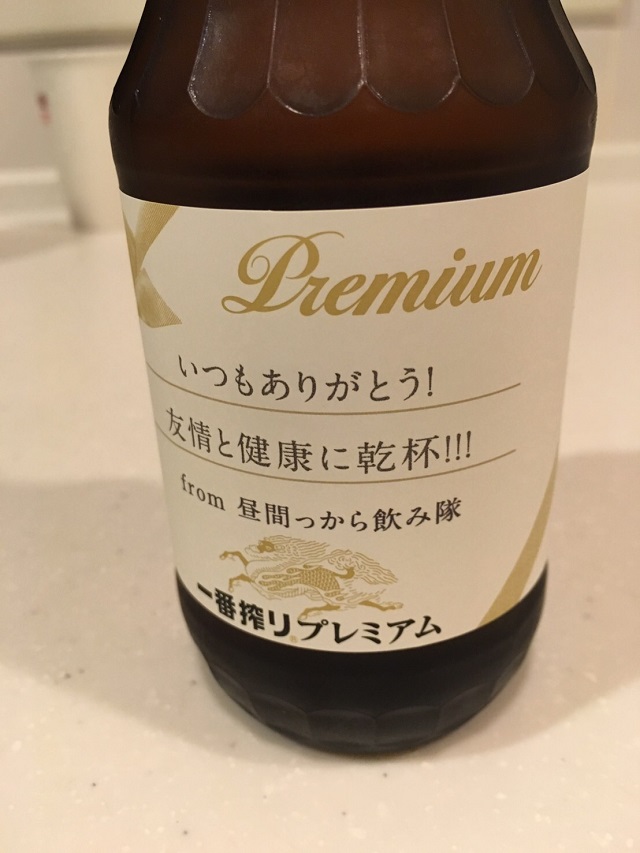 Premium
いつもありがとう!
友情と健康に乾杯!!!
from 昼間っから飲み隊
一番搾り®プレミアム